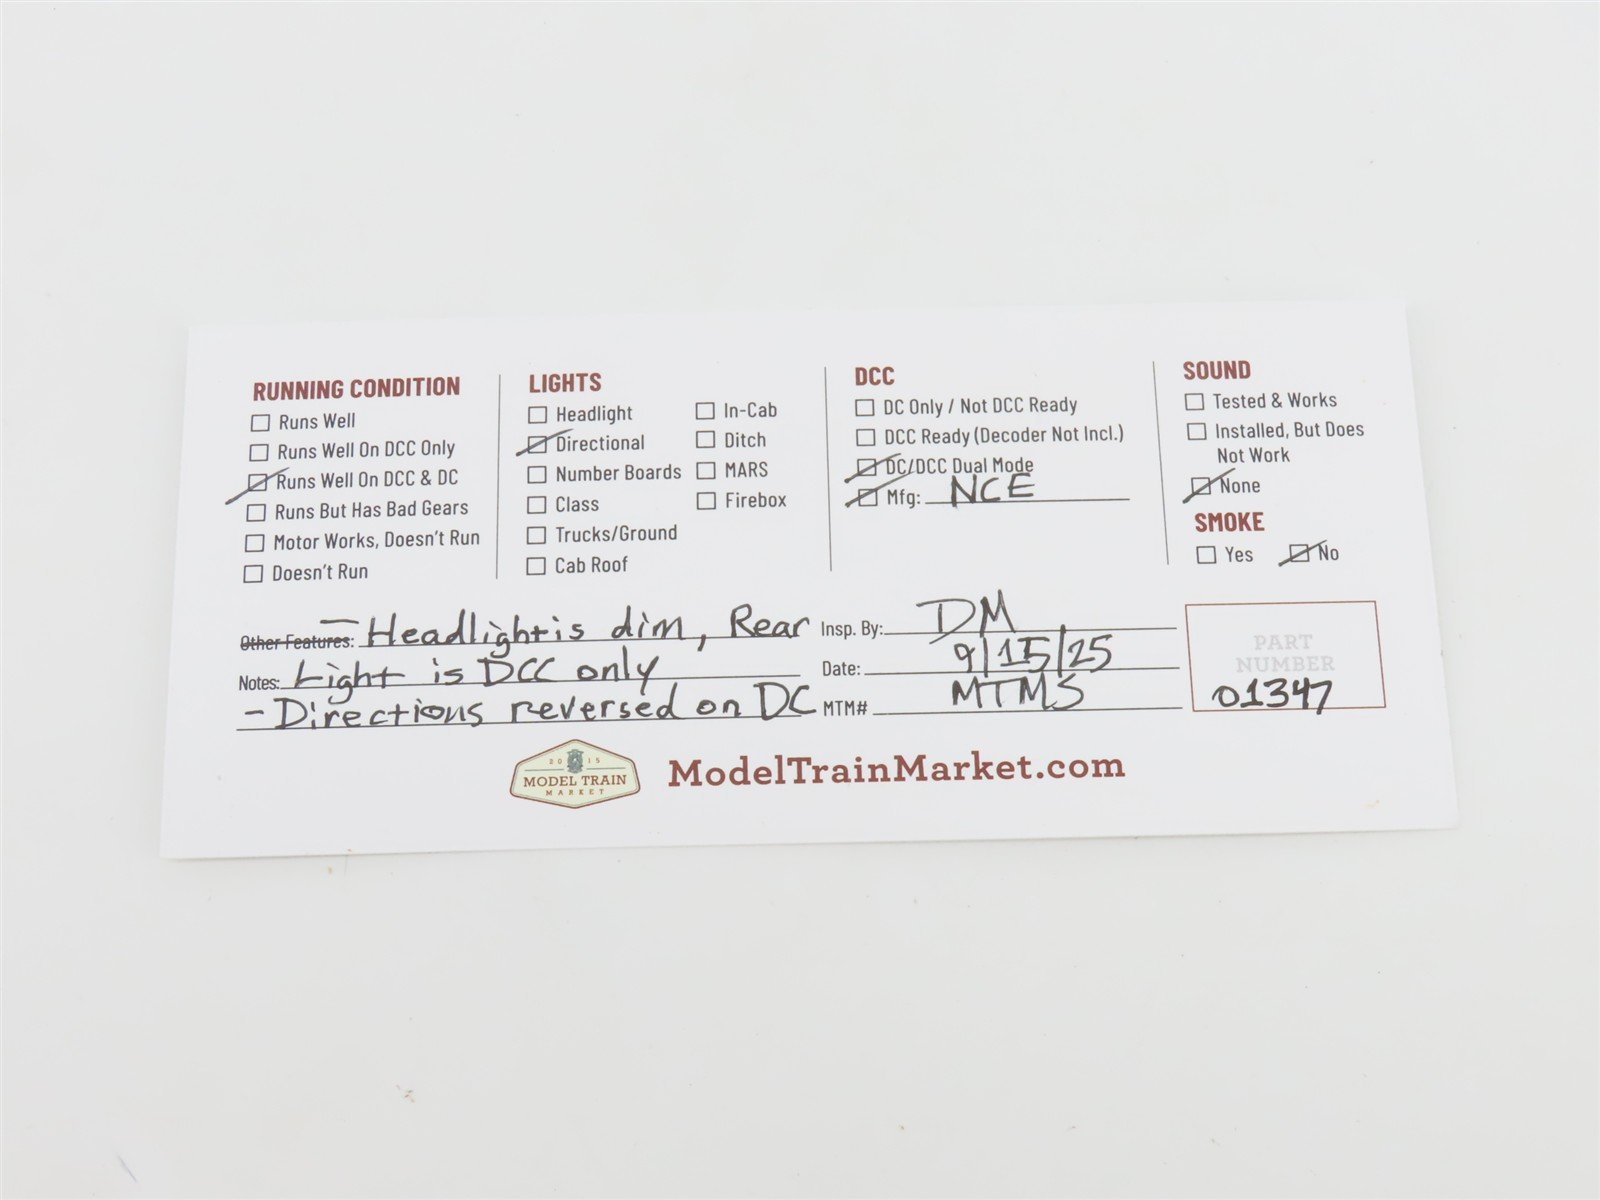 RUNNING CONDITION
Runs Well
Runs Well On DCC Only
Runs Well On DCC & DC
Runs But Has Bad Gears
Motor Works, Doesn't Run
Doesn't Run
LIGHTS
Headlight
Directional
Number Boards
Class
Trucks/Ground
Cab Roof
In-Cab
Ditch
MARS
Firebox
DCC
DC Only / Not DCC Ready
DCC Ready (Decoder Not Incl.)
DC/DCC Dual Mode
Mfg: NCE
SOUND
Tested & Works
Installed, But Does
Not Work
None
SMOKE
Yes No
Other Features: - Headlight is dim, Rear
Notes: Light is DCC only
- Directions reversed on DC
Insp. By: DM
Date: 9/15/25
MTM# MTMS
PART
NUMBER
01347
2015
MODEL TRAIN
MARKET
ModelTrainMarket.com